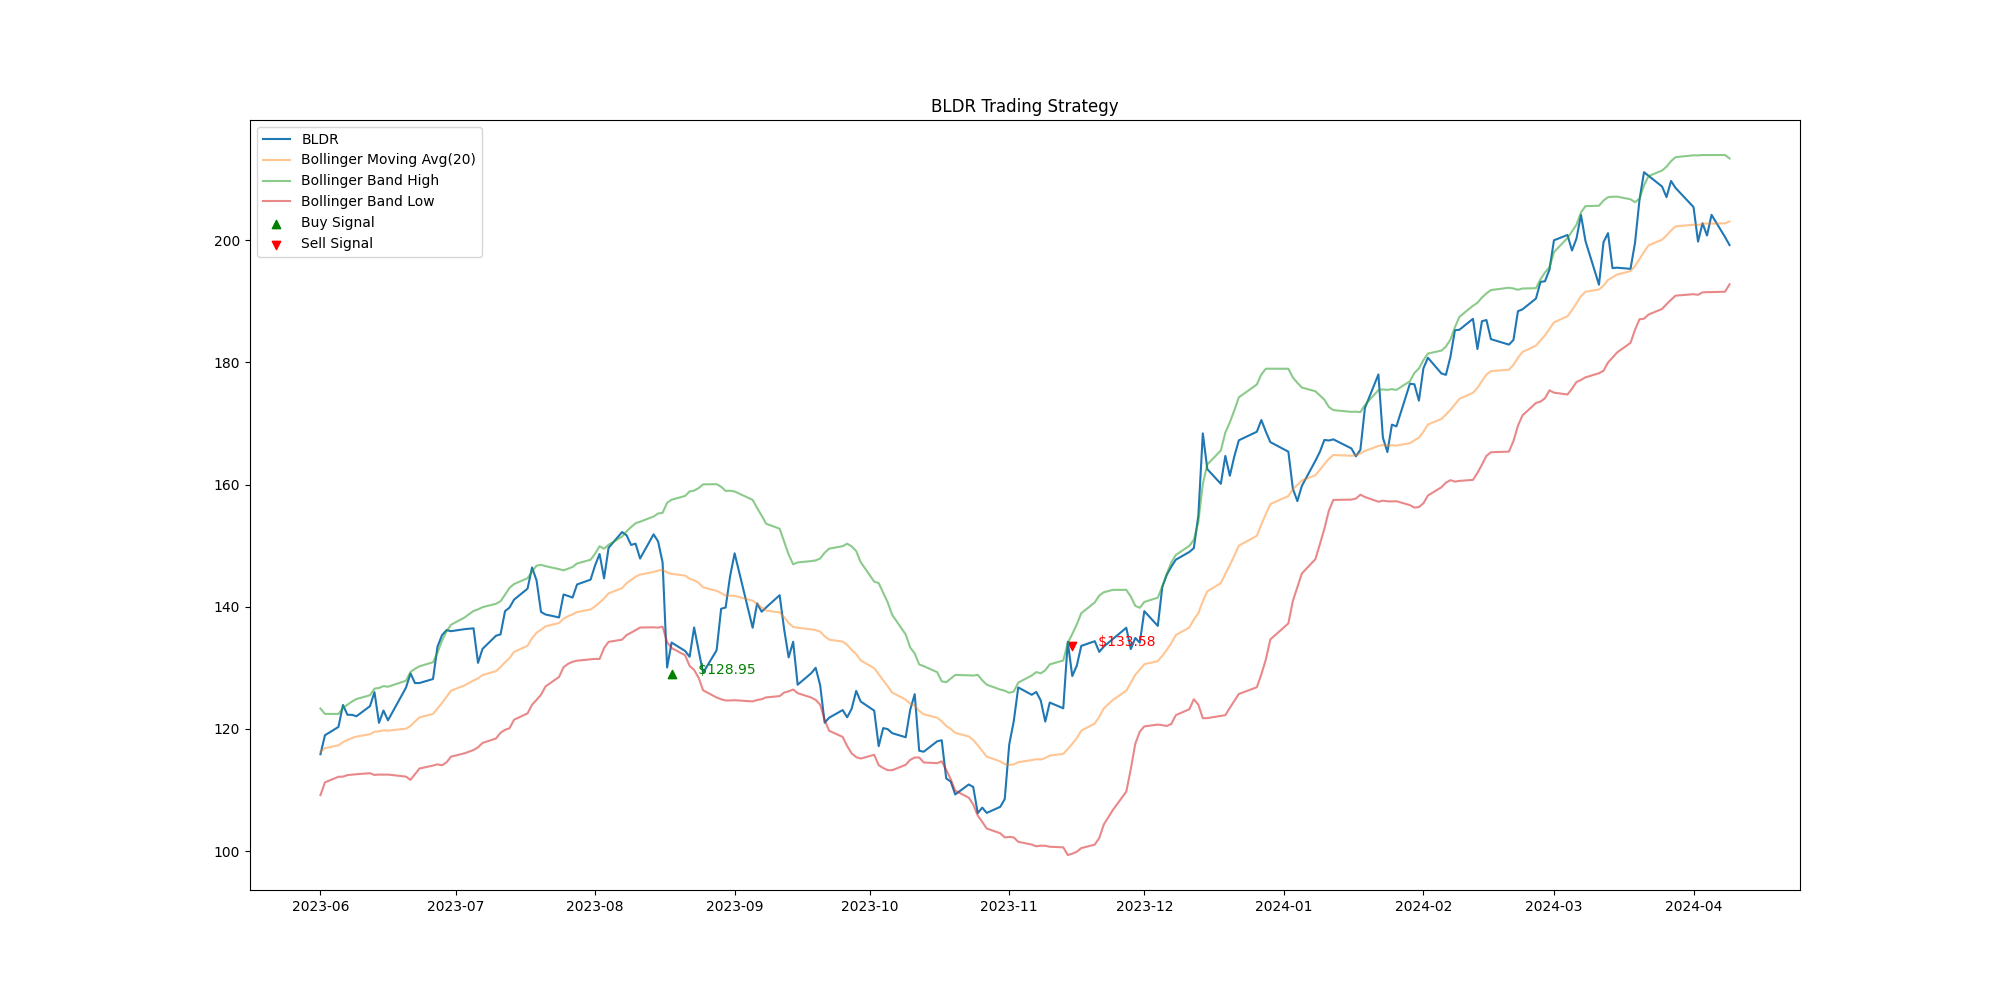 BLDR Trading Strategy
BLDR
Bollinger Moving Avg(20)
Bollinger Band High
Bollinger Band Low
Buy Signal
Sell Signal
200
180
160
140
120
100
$133.58
$128.95
2023-06 2023-07 2023-08 2023-09 2023-10 2023-11 2023-12 2024-01 2024-02 2024-03 2024-04